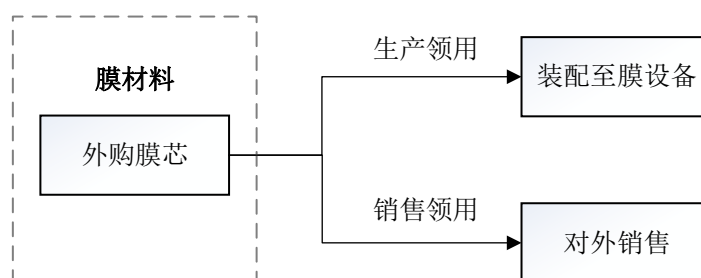 膜材料
外购膜芯
生产领用
装配至膜设备
销售领用
对外销售